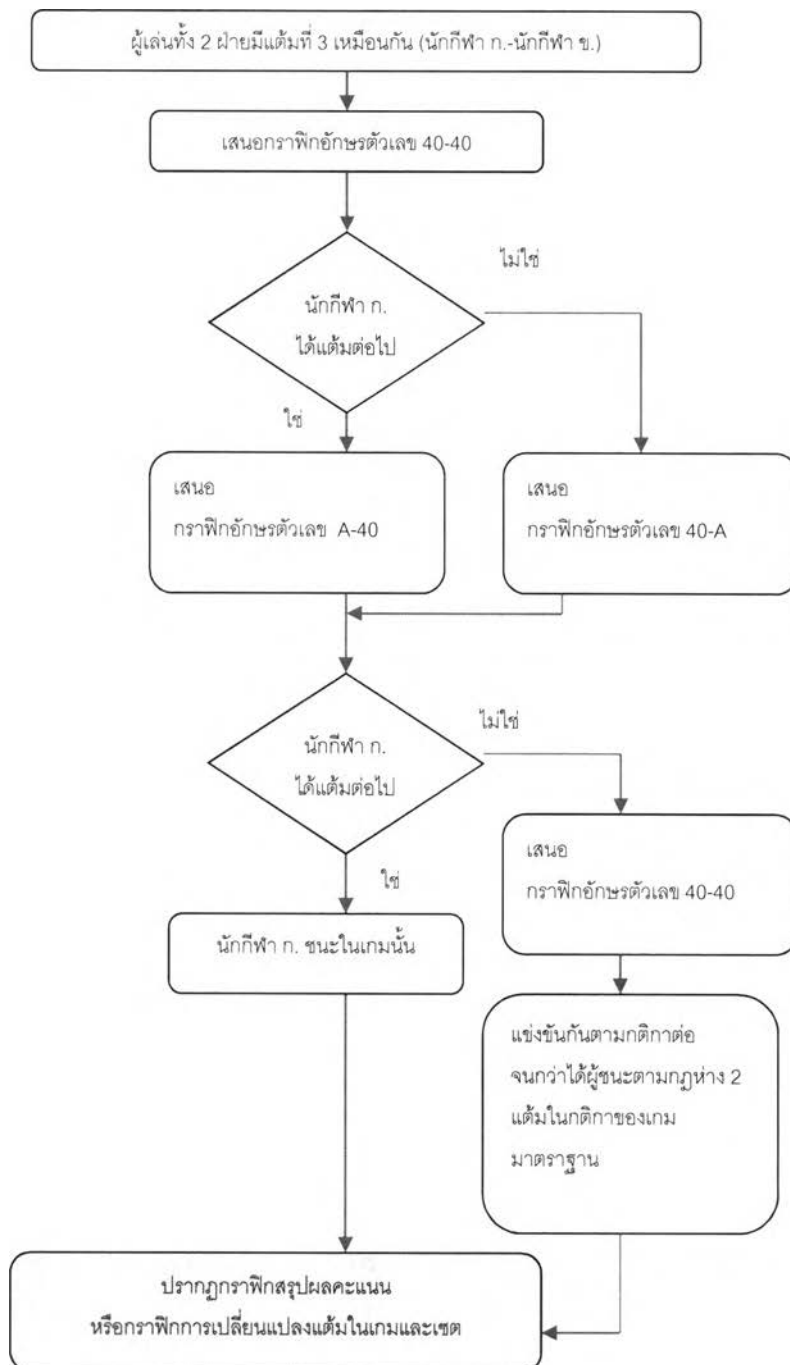 ผู้เล่นทั้ง 2 ฝ่ายมีแต้มที่ 3 เหมือนกัน (นักกีฬา ก.-นักกีฬา ข.)
เสนอกราฟิกอักษรตัวเลข 40-40
ไม่ใช่
นักกีฬา ก.
ได้แต้มต่อไป
ใช่
เสนอ
กราฟิกอักษรตัวเลข A-40
เสนอ
กราฟิกอักษรตัวเลข 40-A
ไม่ใช่
นักกีฬา ก.
ได้แต้มต่อไป
ใช่
เสนอ
กราฟิกอักษรตัวเลข 40-40
นักกีฬา ก. ชนะในเกมนั้น
แข่งขันกันตามกติกาต่อ
จนกว่าได้ผู้ชนะตามกฎห่าง 2
แต้มในกติกาของเกม
มาตราฐาน
ปรากฏกราฟิกสรุปผลคะแนน
หรือกราฟิกการเปลี่ยนแปลงแต้มในเกมและเซต